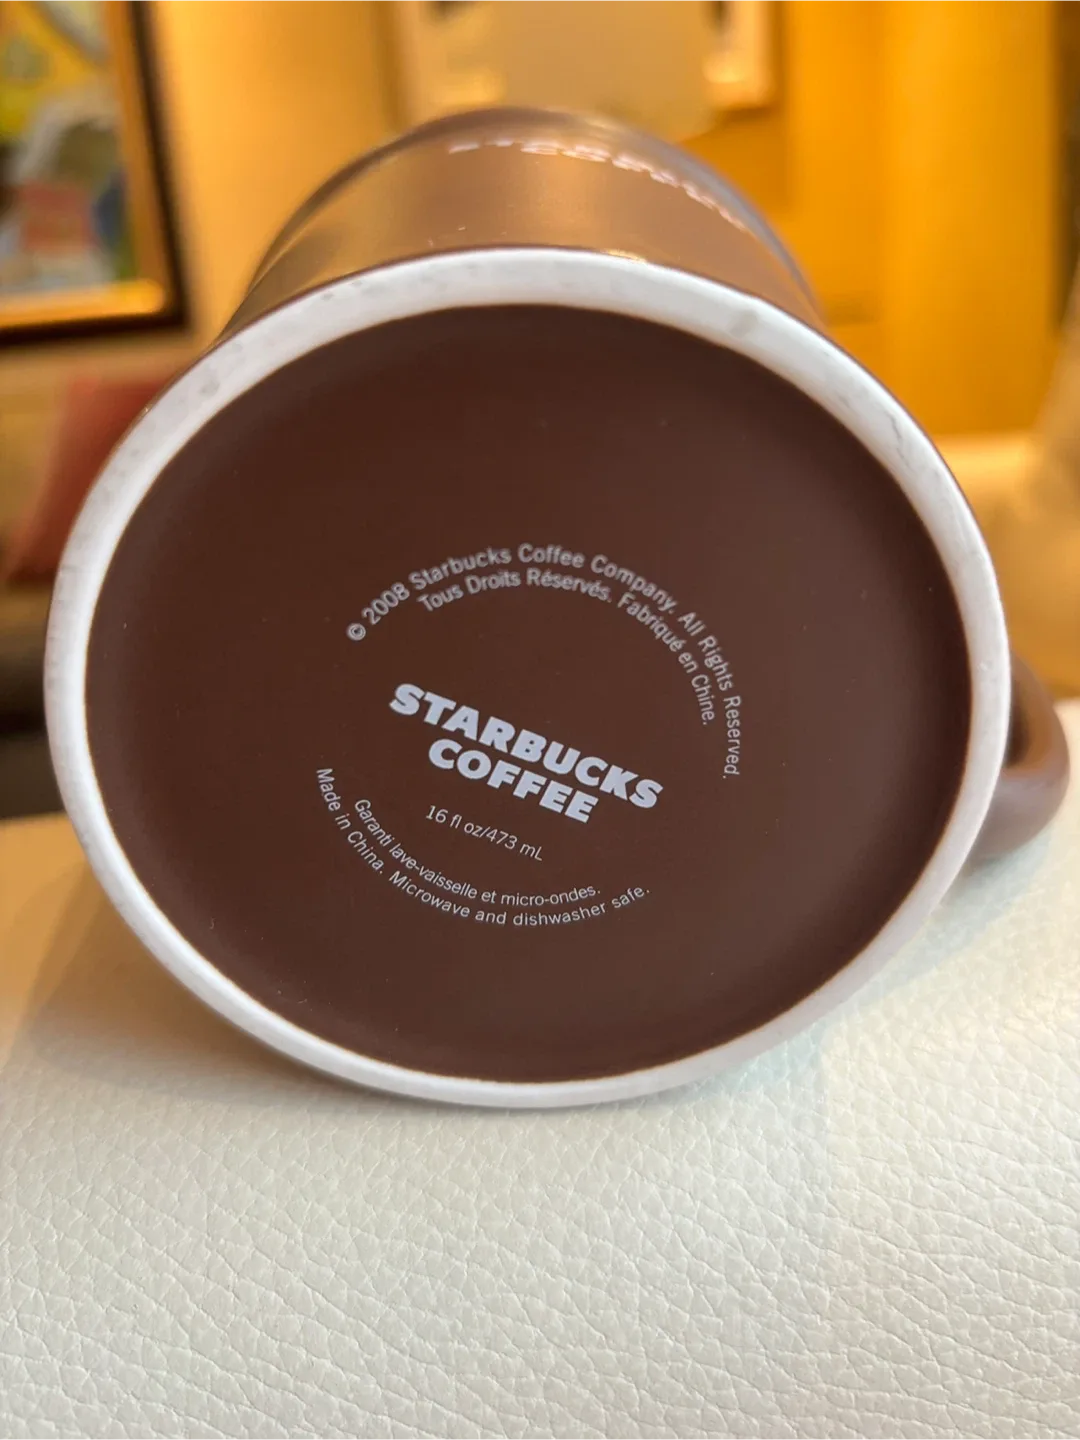 © 2008 Starbucks Coffee Company. All Rights Reserved.
Tous Droits Réservés. Fabriqué en Chine.
STARBUCKS
COFFEE
16 fl oz/473 mL
Garanti lave-vaisselle et micro-ondes.
Made in China. Microwave and dishwasher safe.